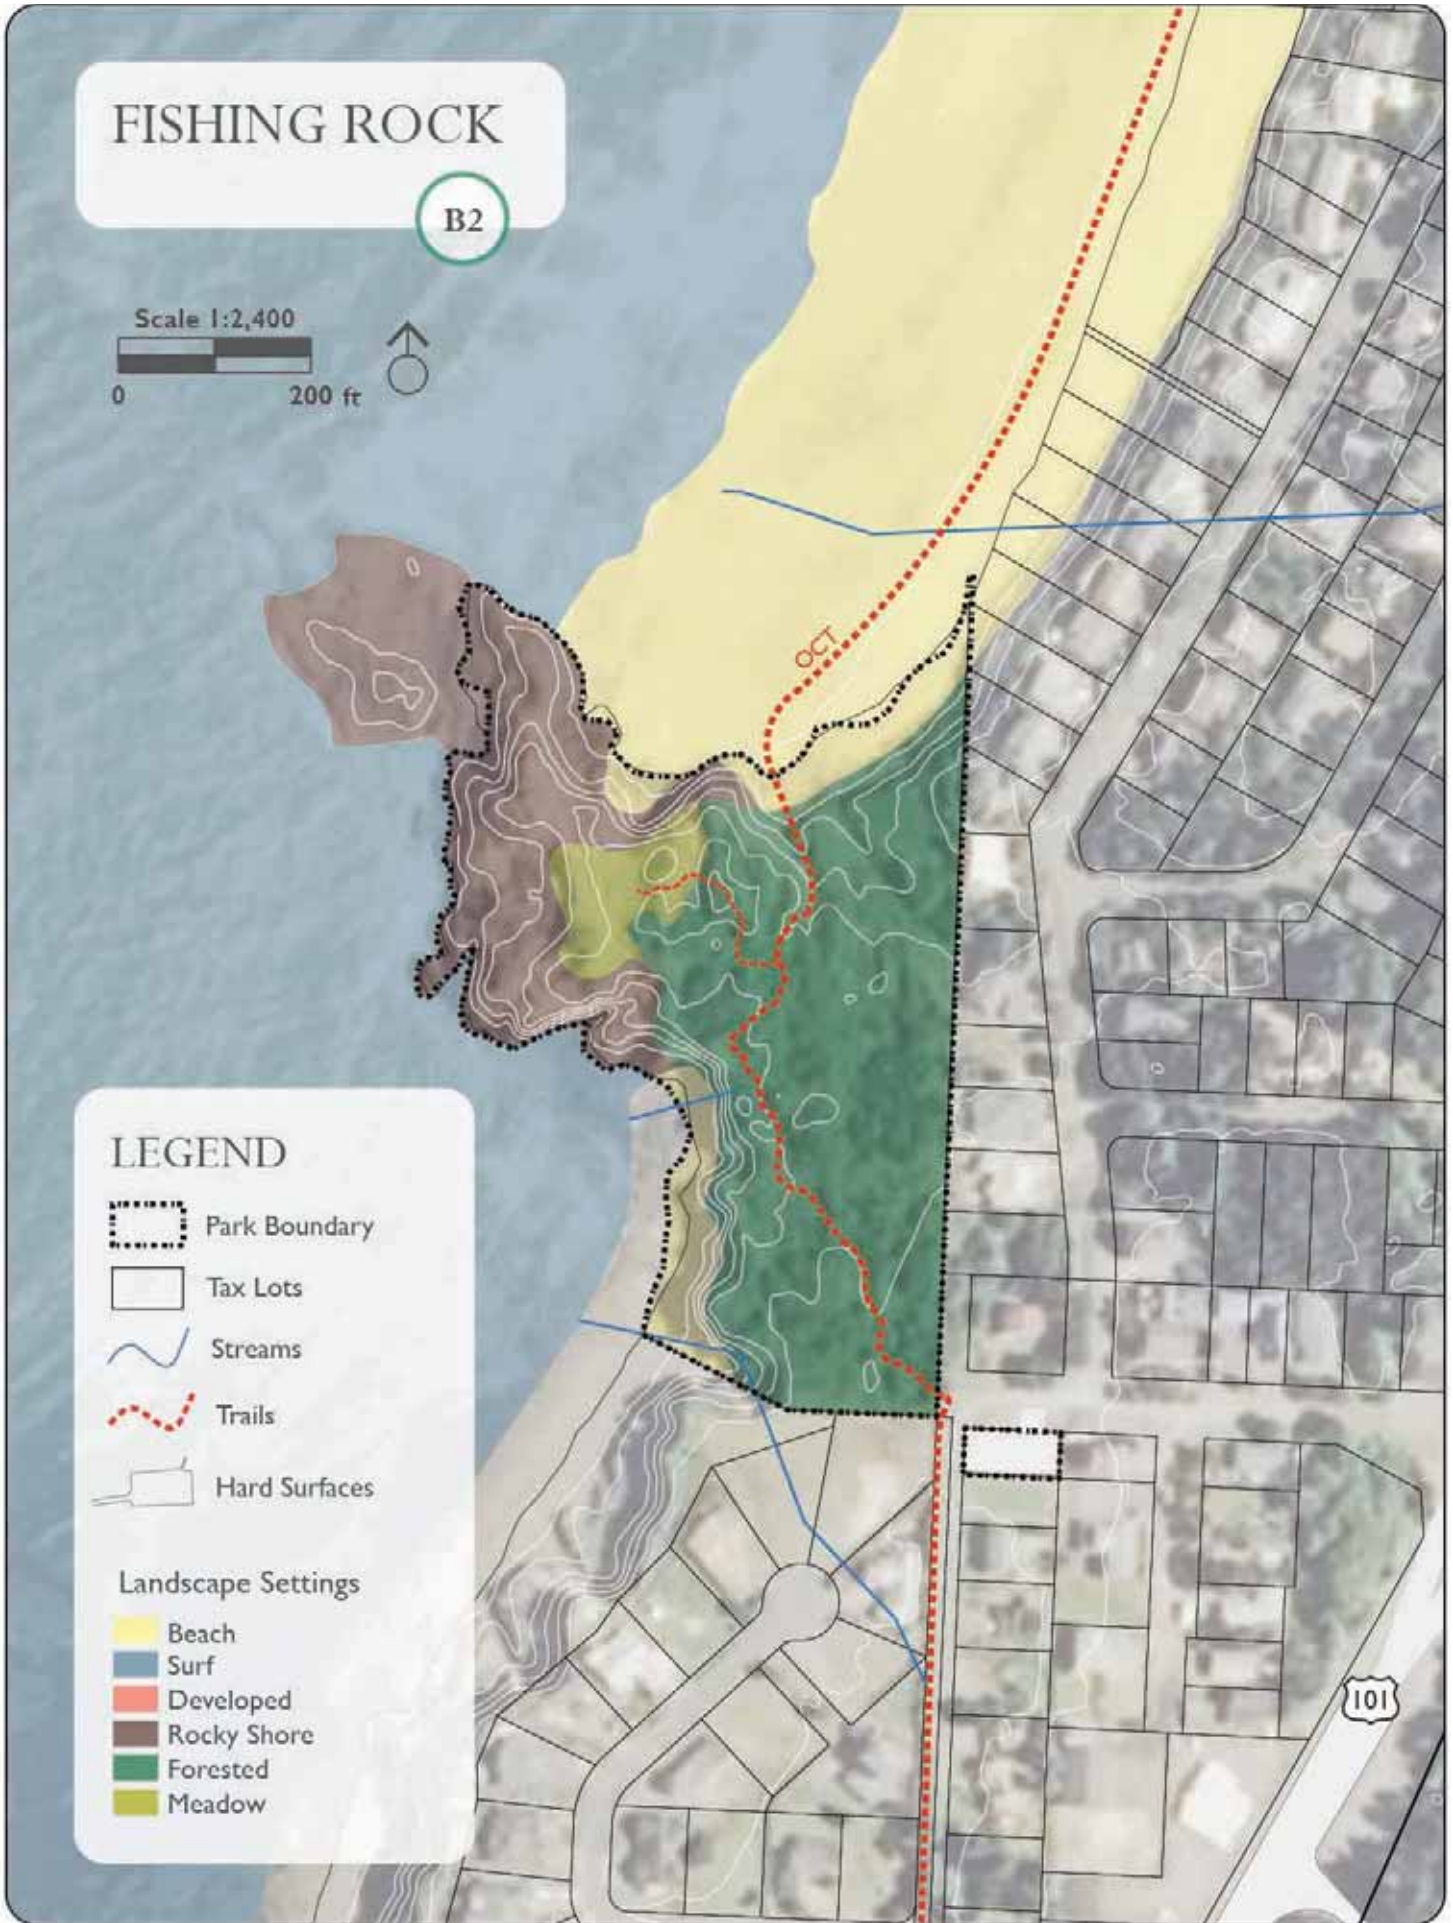 FISHING ROCK
B2
Scale 1:2,400
0 200 ft
OCT
LEGEND
Park Boundary
Tax Lots
Streams
Trails
Hard Surfaces
Landscape Settings
Beach
Surf
Developed
Rocky Shore
Forested
Meadow
101